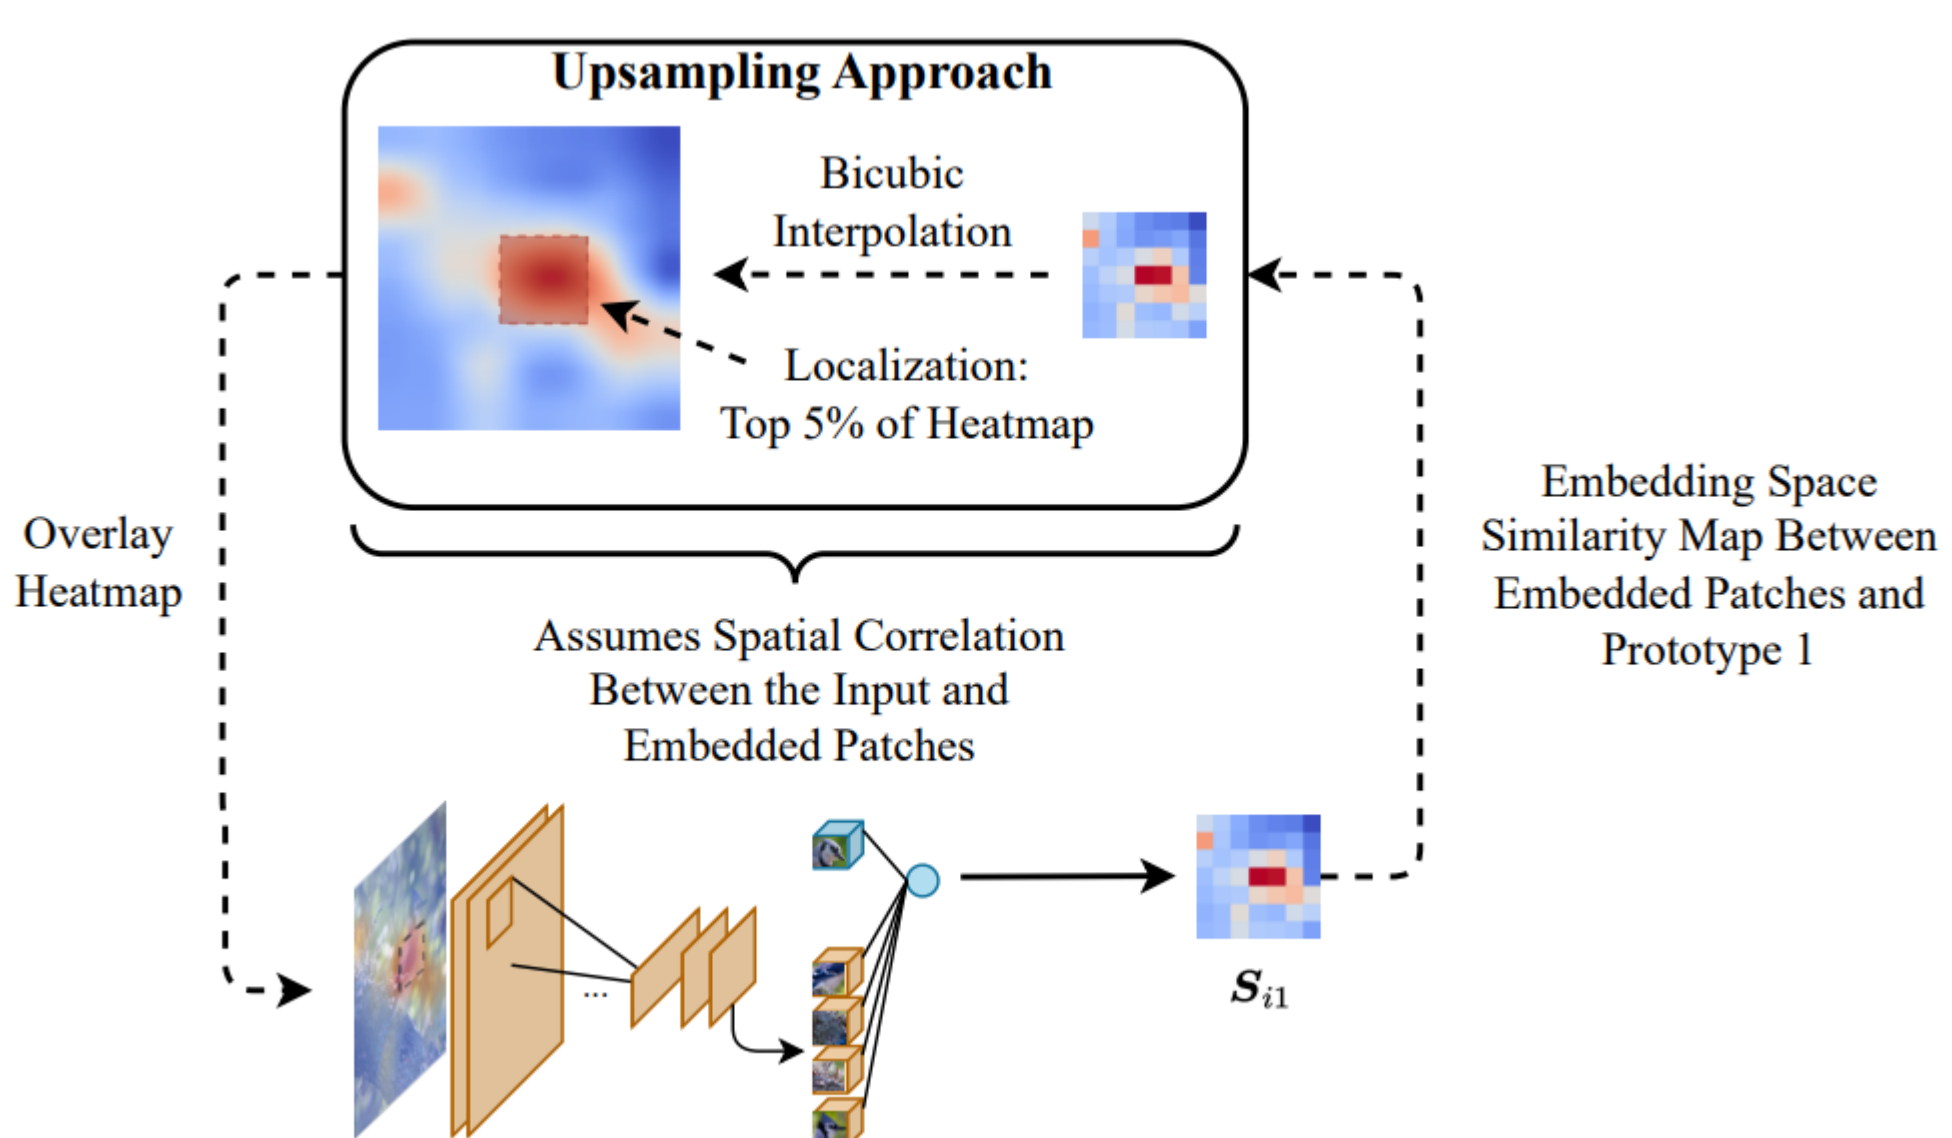 Upsampling Approach
Bicubic
Interpolation
Localization:
Top 5% of Heatmap
Overlay
Heatmap
Assumes Spatial Correlation
Between the Input and
Embedded Patches
Embedding Space
Similarity Map Between
Embedded Patches and
Prototype 1
...
S_{i1}